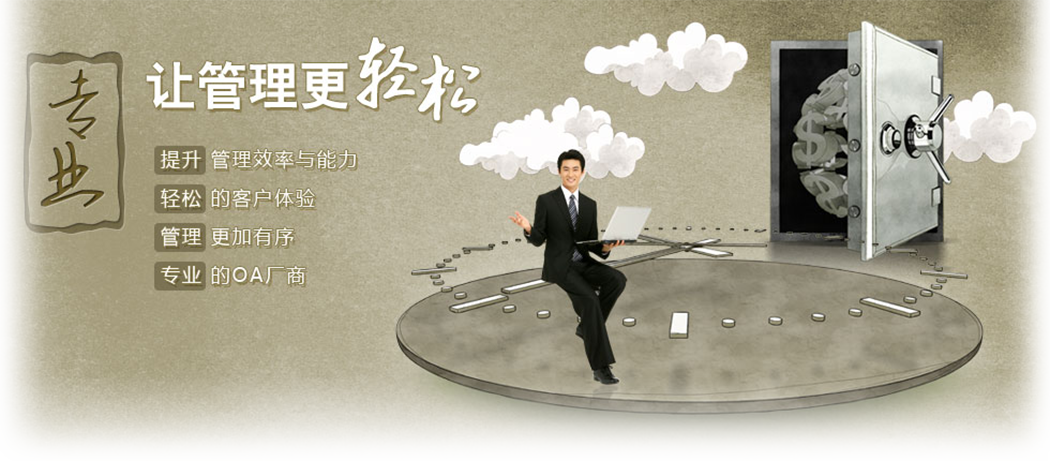 专业
让管理更轻松
提升 管理效率与能力
轻松 的客户体验
管理 更加有序
专业 的OA厂商